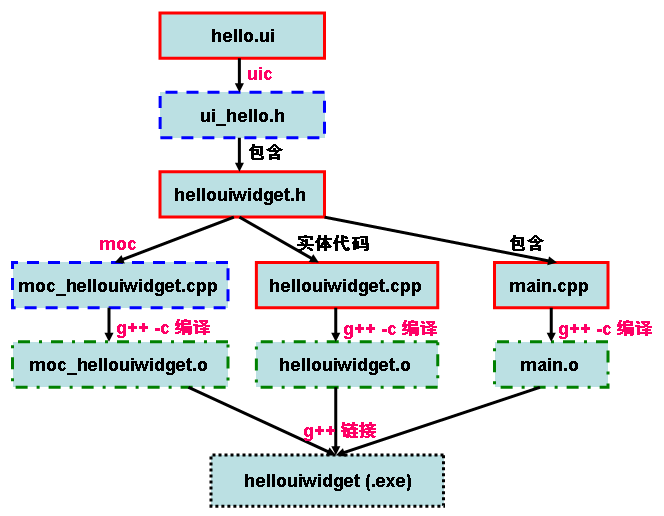 hello.ui
uic
ui_hello.h
包含
hellouiwidget.h
moc
实体代码
包含
moc_hellouiwidget.cpp
hellouiwidget.cpp
main.cpp
g++ -c 编译
g++ -c 编译
g++ -c 编译
moc_hellouiwidget.o
hellouiwidget.o
main.o
g++ 链接
hellouiwidget (.exe)